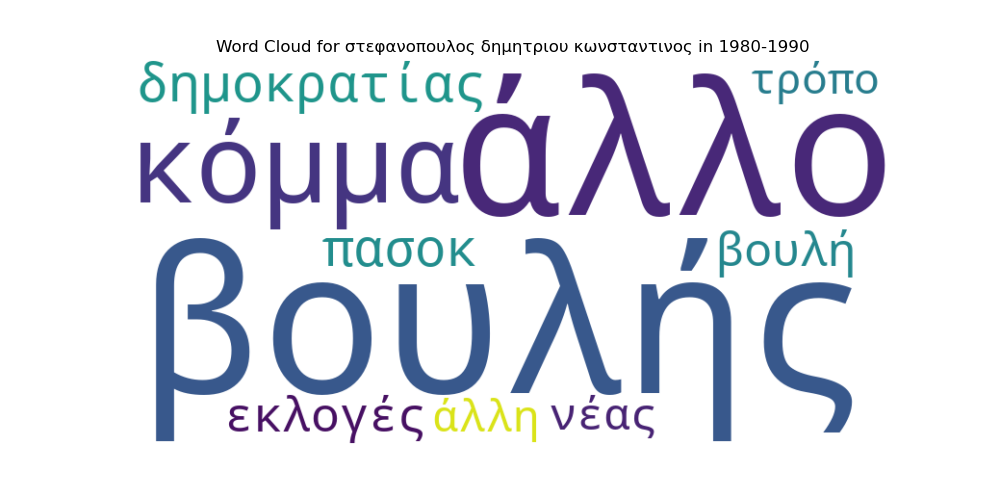 Word Cloud for στεφανοπουλος δημητριου κωνσταντινος in 1980-1990
δημοκρατίας
τρόπο
κόμμα
άλλο
πασοκ
βουλή
βουλής
εκλογές
άλλη
νέας